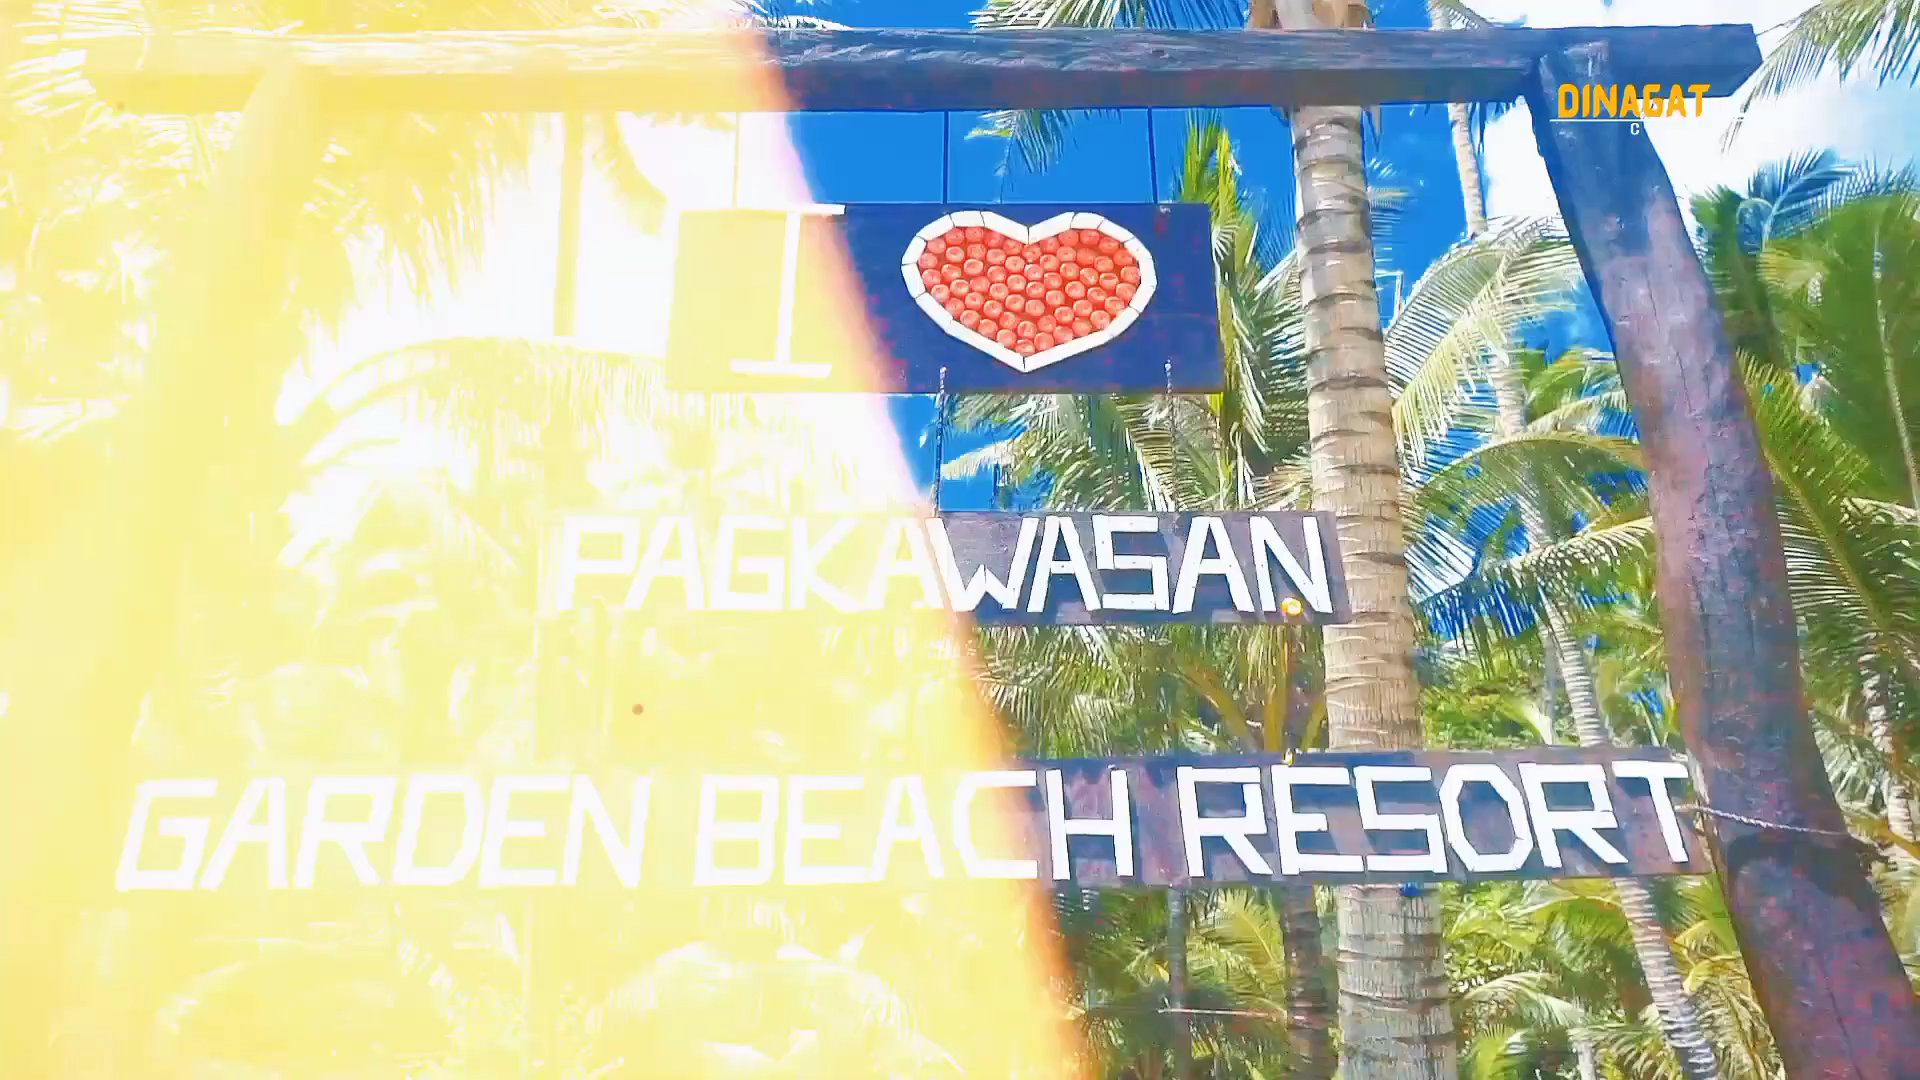 DINAGAT
C
I
PAGKAWASAN
GARDEN BEACH RESORT